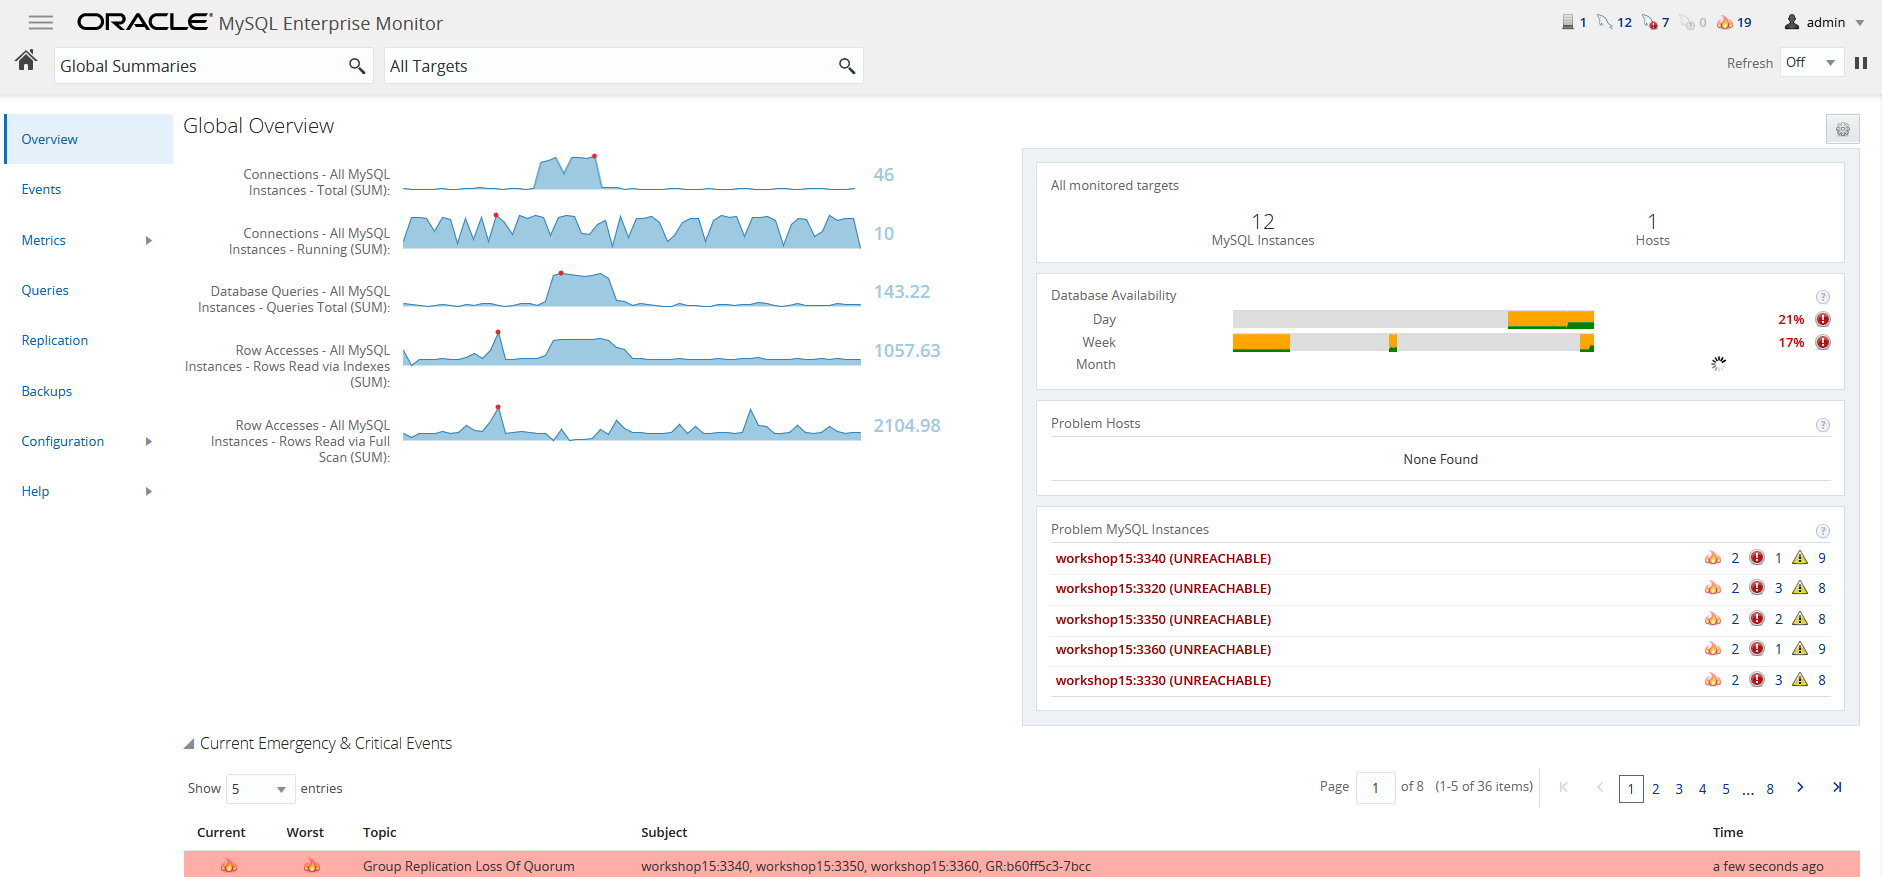 ORACLE MySQL Enterprise Monitor
1 12 7 0 19 admin
Global Summaries
All Targets
Refresh Off
Overview
Events
Metrics
Queries
Replication
Backups
Configuration
Help
Global Overview
Connections - All MySQL
Instances - Total (SUM):
46
Connections - All MySQL
Instances - Running (SUM):
10
Database Queries - All MySQL
Instances - Queries Total (SUM):
143.22
Row Accesses - All MySQL
Instances - Rows Read via Indexes
(SUM):
1057.63
Row Accesses - All MySQL
Instances - Rows Read via Full
Scan (SUM):
2104.98
All monitored targets
12
MySQL Instances
1
Hosts
Database Availability ?
Day 21%
Week 17%
Month
Problem Hosts ?
None Found
Problem MySQL Instances ?
workshop15:3340 (UNREACHABLE) 2 1 9
workshop15:3320 (UNREACHABLE) 2 3 8
workshop15:3350 (UNREACHABLE) 2 2 8
workshop15:3360 (UNREACHABLE) 2 1 9
workshop15:3330 (UNREACHABLE) 2 3 8
Current Emergency & Critical Events
Show 5 entries
Page 1 of 8 (1-5 of 36 items) 1 2 3 4 5 ... 8
Current Worst Topic Subject Time
Group Replication Loss Of Quorum workshop15:3340, workshop15:3350, workshop15:3360, GR:b60ff5c3-7bcc a few seconds ago